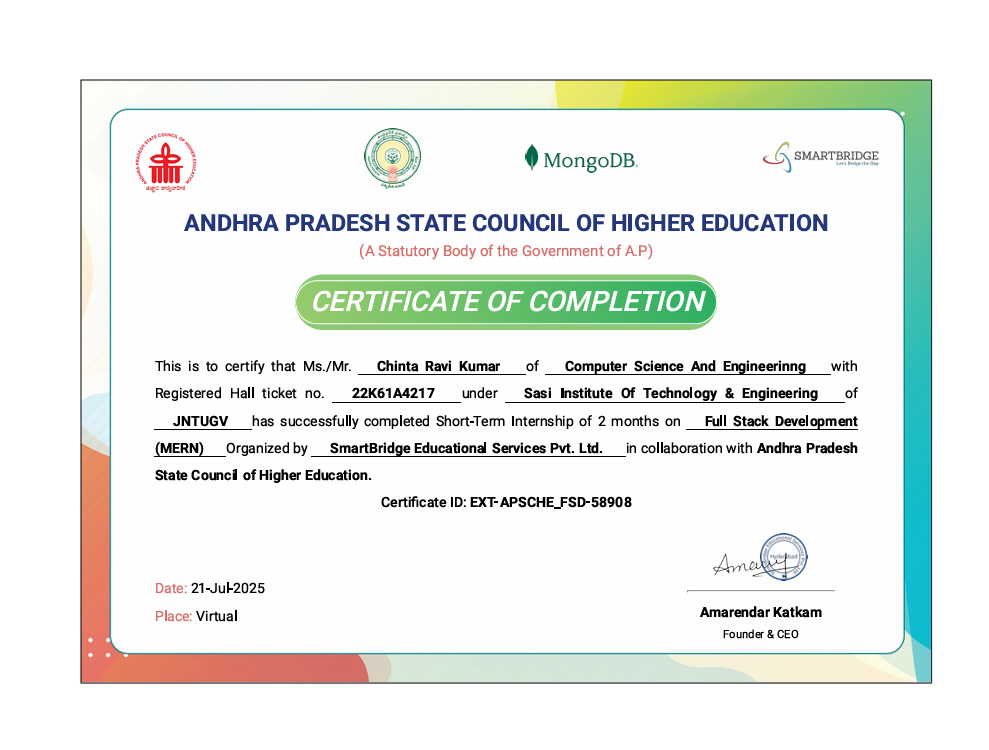 ANDHRA PRADESH STATE COUNCIL OF HIGHER EDUCATION
MongoDB.
SMARTBRIDGE
Let's Bridge the Gap
ANDHRA PRADESH STATE COUNCIL OF HIGHER EDUCATION
(A Statutory Body of the Government of A.P)
CERTIFICATE OF COMPLETION
This is to certify that Ms./Mr. Chinta Ravi Kumar of Computer Science And Engineerinng with
Registered Hall ticket no. 22K61A4217 under Sasi Institute Of Technology & Engineering of
JNTUGV has successfully completed Short-Term Internship of 2 months on Full Stack Development
(MERN) Organized by SmartBridge Educational Services Pvt. Ltd. in collaboration with Andhra Pradesh
State Council of Higher Education.
Certificate ID: EXT-APSCHE_FSD-58908
Hyderabad
Date: 21-Jul-2025
Place: Virtual
Amarendar Katkam
Founder & CEO